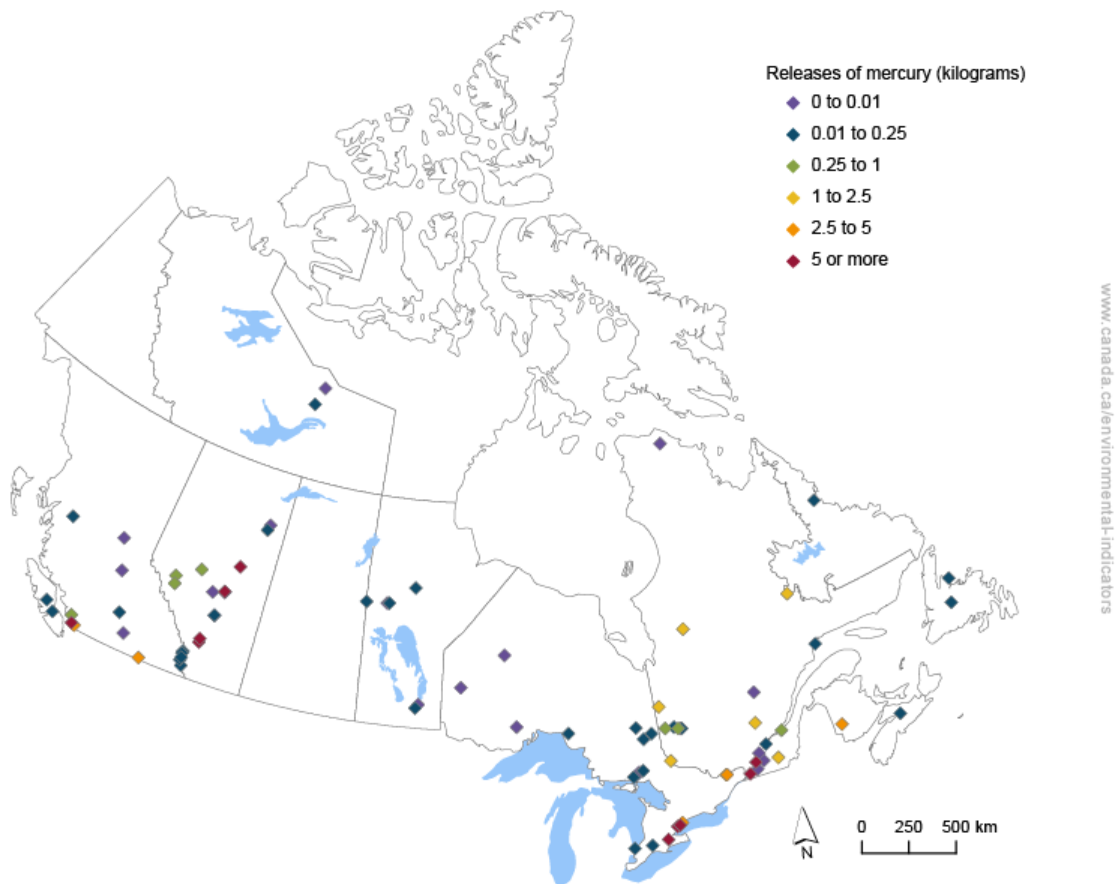 Releases of mercury (kilograms)
0 to 0.01
0.01 to 0.25
0.25 to 1
1 to 2.5
2.5 to 5
5 or more
www.canada.ca/environmental-indicators
N
0 250 500 km